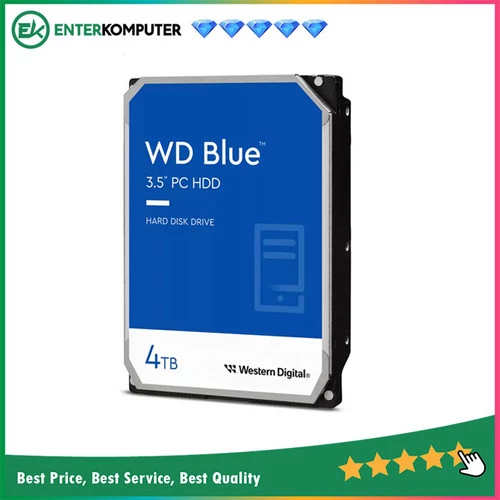 EK ENTERKOMPUTER
WD Blue™
3.5" PC HDD
HARD DISK DRIVE
4TB
Western Digital®
Best Price, Best Service, Best Quality